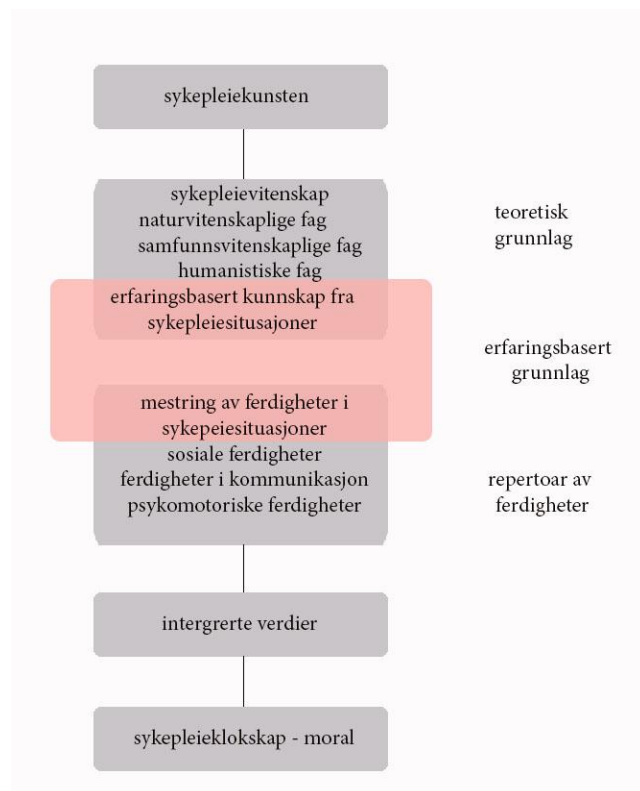 sykepleiekunsten
sykepleievitenskap
naturvitenskaplige fag
samfunnsvitenskaplige fag
humanistiske fag
erfaringsbasert kunnskap fra
sykepleiesitusajoner
teoretisk
grunnlag
erfaringsbasert
grunnlag
mestring av ferdigheter i
sykepeiesituasjoner
sosiale ferdigheter
ferdigheter i kommunikasjon
psykomotoriske ferdigheter
repertoar av
ferdigheter
intergrerte verdier
sykepleieklokskap - moral